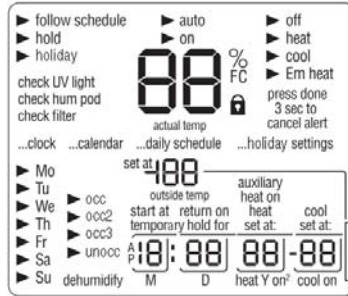 follow schedule auto off
hold on heat
holiday 88 % cool
FC Em heat
check UV light
check hum pod
check filter
press done
3 sec to
cancel alert
actual temp
...clock ...calendar ...daily schedule ...holiday settings
Mo set at 188
Tu outside temp
We occ
Th occ2
Fr occ3
Sa unocc
Su dehumidify
start at return on
temporary hold for
auxiliary
heat on
heat
set at:
cool
set at:
A
P
18:88 88-88
M D heat Y on² cool on